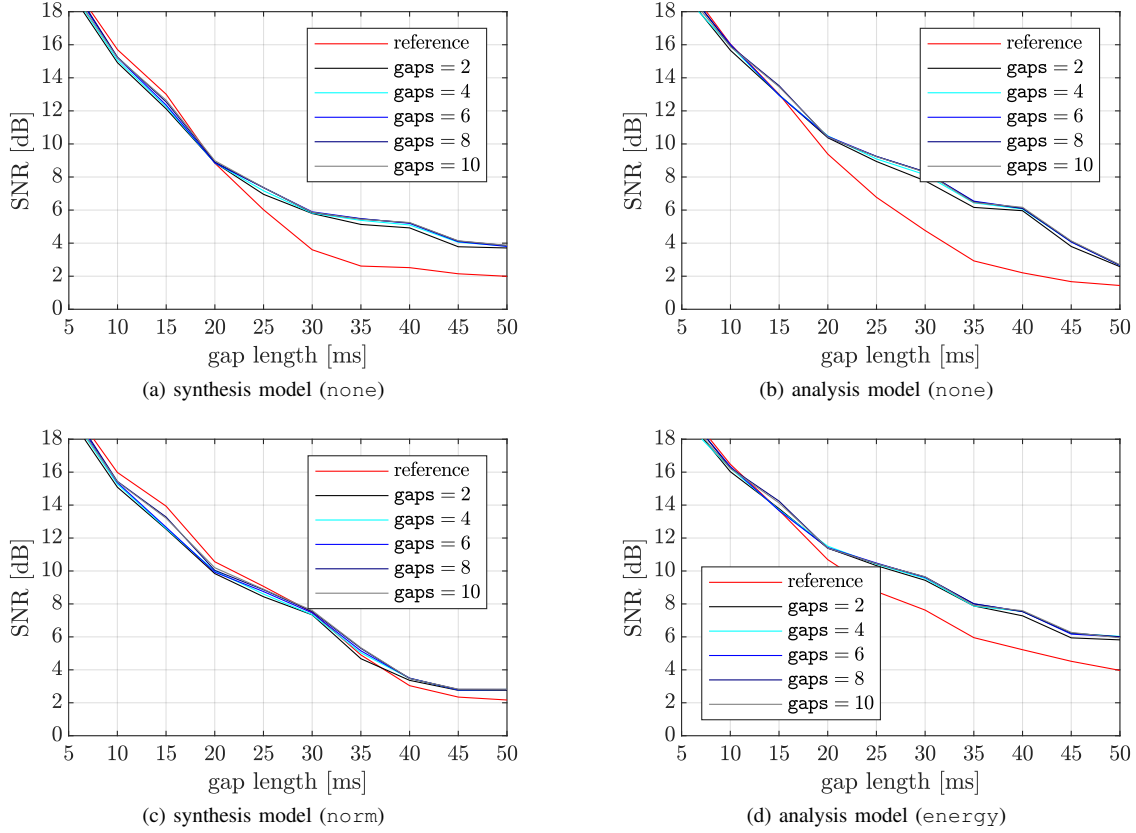 18
16
14
12
10
8
6
4
2
0
SNR [dB]
reference
gaps = 2
gaps = 4
gaps = 6
gaps = 8
gaps = 10
5 10 15 20 25 30 35 40 45 50
gap length [ms]
(a) synthesis model (none)
18
16
14
12
10
8
6
4
2
0
SNR [dB]
reference
gaps = 2
gaps = 4
gaps = 6
gaps = 8
gaps = 10
5 10 15 20 25 30 35 40 45 50
gap length [ms]
(b) analysis model (none)
18
16
14
12
10
8
6
4
2
0
SNR [dB]
reference
gaps = 2
gaps = 4
gaps = 6
gaps = 8
gaps = 10
5 10 15 20 25 30 35 40 45 50
gap length [ms]
(c) synthesis model (norm)
18
16
14
12
10
8
6
4
2
0
SNR [dB]
reference
gaps = 2
gaps = 4
gaps = 6
gaps = 8
gaps = 10
5 10 15 20 25 30 35 40 45 50
gap length [ms]
(d) analysis model (energy)